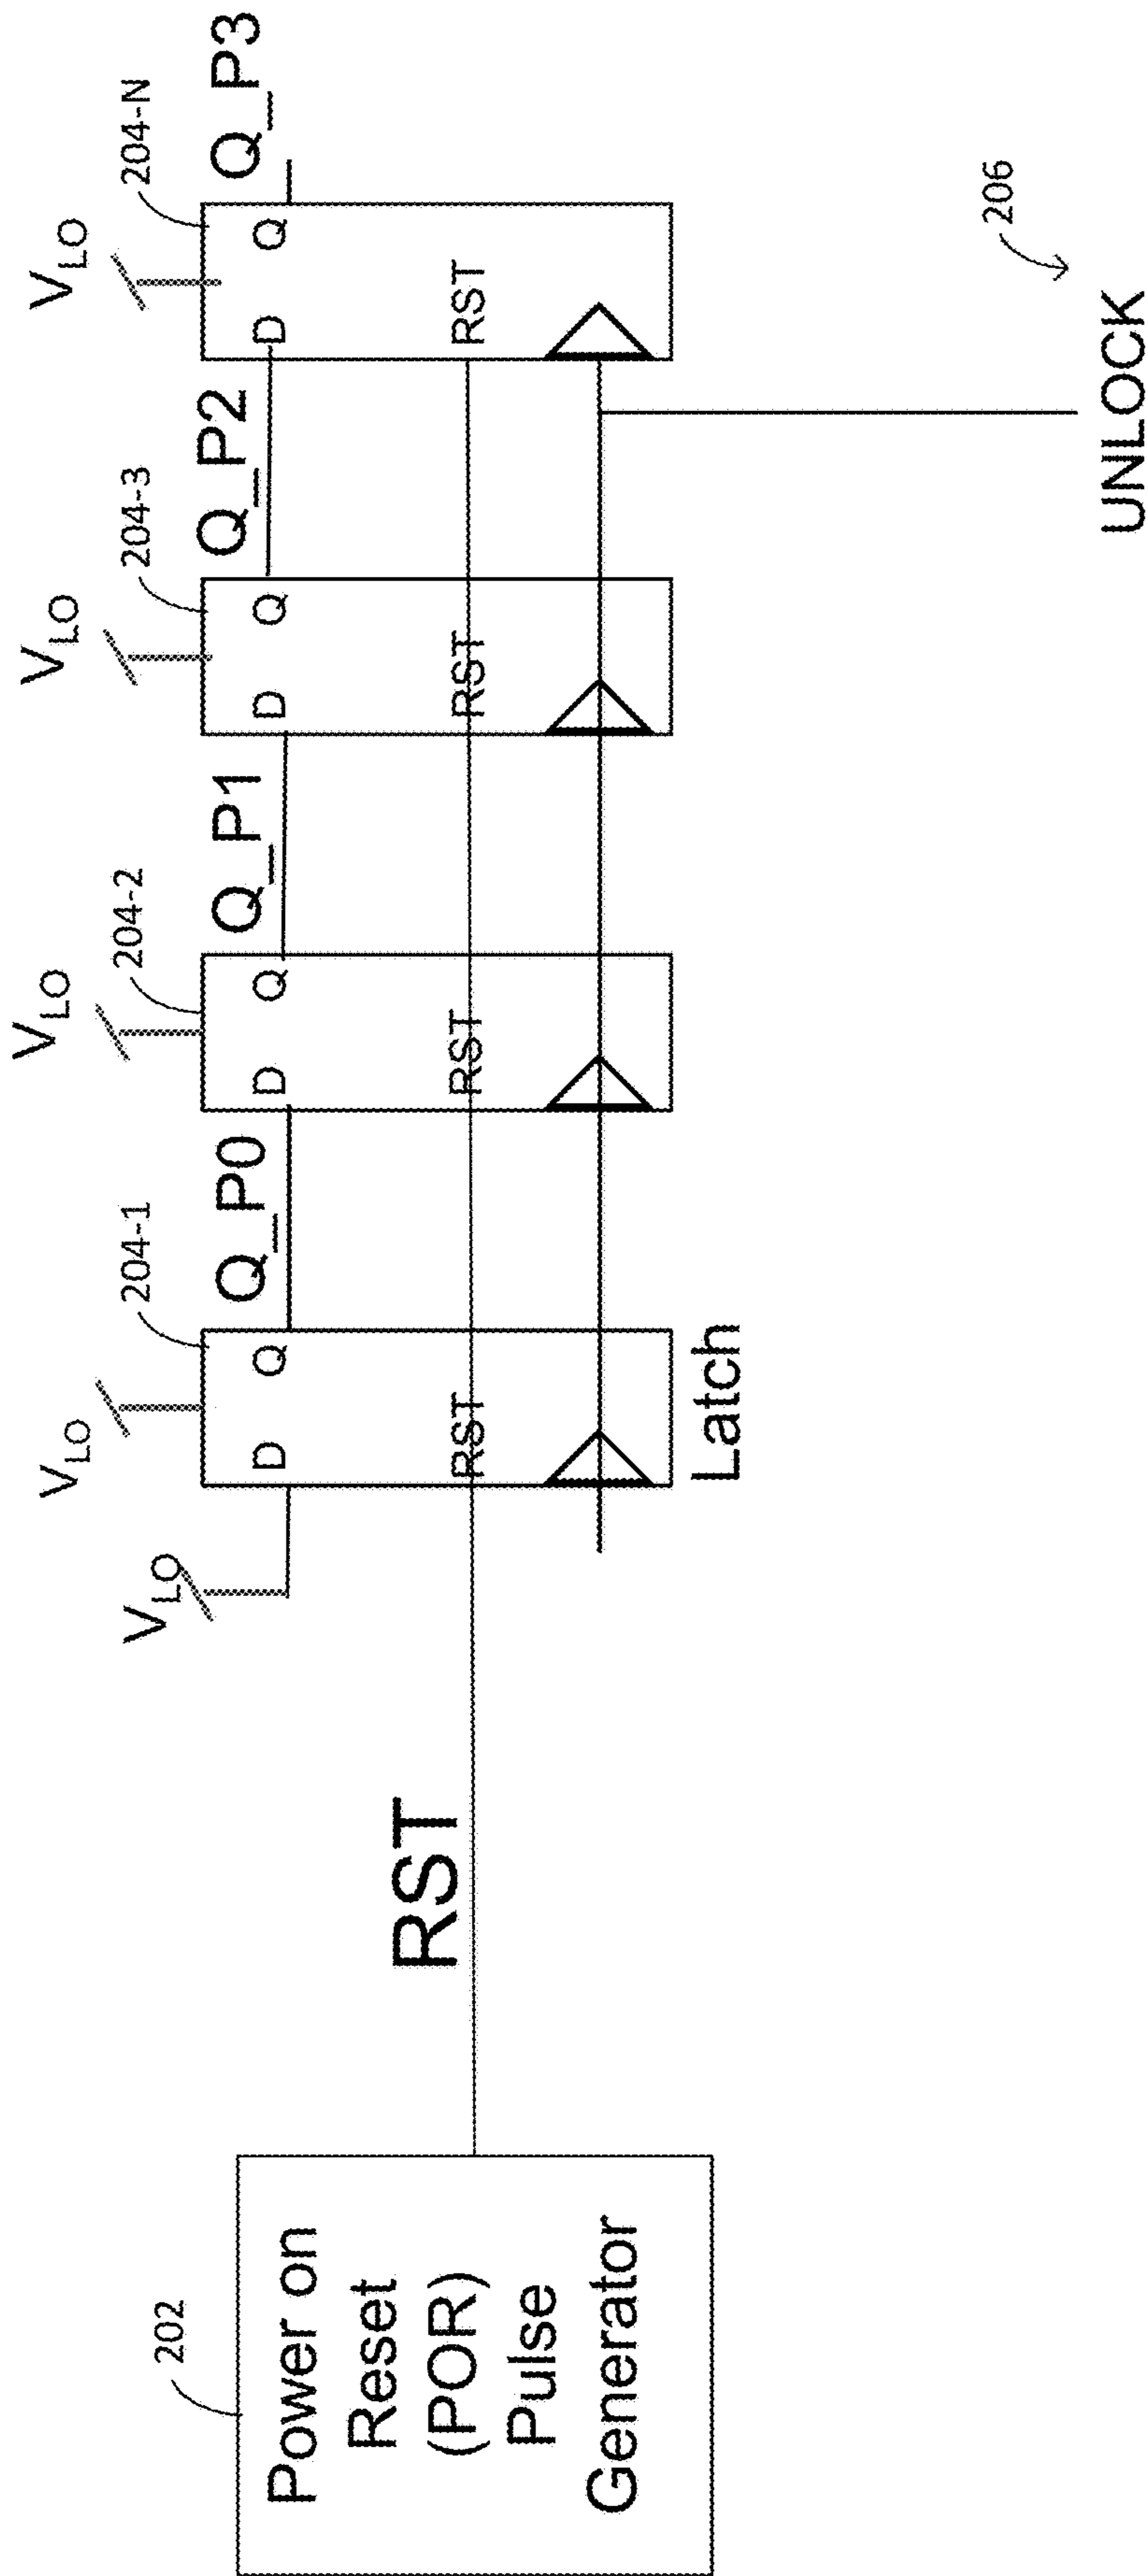 V_LO
V_LO
V_LO
V_LO
V_LO
204-1
204-2
204-3
204-N
Q_P0
Q_P1
Q_P2
Q_P3
D Q
D Q
D Q
D Q
RST
RST
RST
RST
RST
Latch
202
Power on
Reset
(POR)
Pulse
Generator
206
UNLOCK